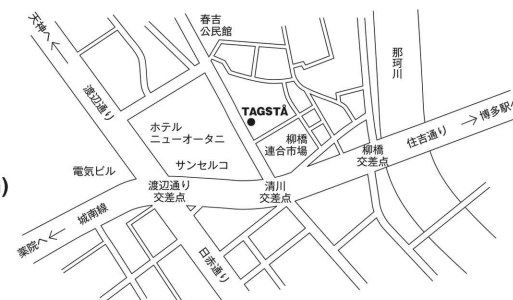 天神へ
春吉
公民館
那珂川
渡辺通り
TAGSTÅ
博多駅へ
住吉通り
ホテル
ニューオータニ
柳橋
連合市場
柳橋
交差点
サンセルコ
電気ビル
渡辺通り
交差点
清川
交差点
城南線
薬院へ
日赤通り